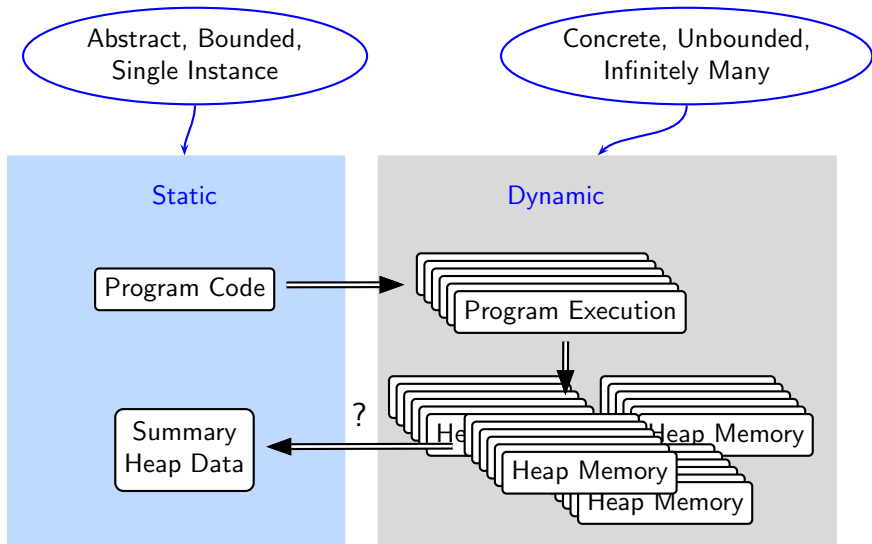 Abstract, Bounded,
Single Instance
Concrete, Unbounded,
Infinitely Many
Static
Dynamic
Program Code
Program Execution
?
Summary
Heap Data
He
Heap Memory
Heap Memory
Heap Memory